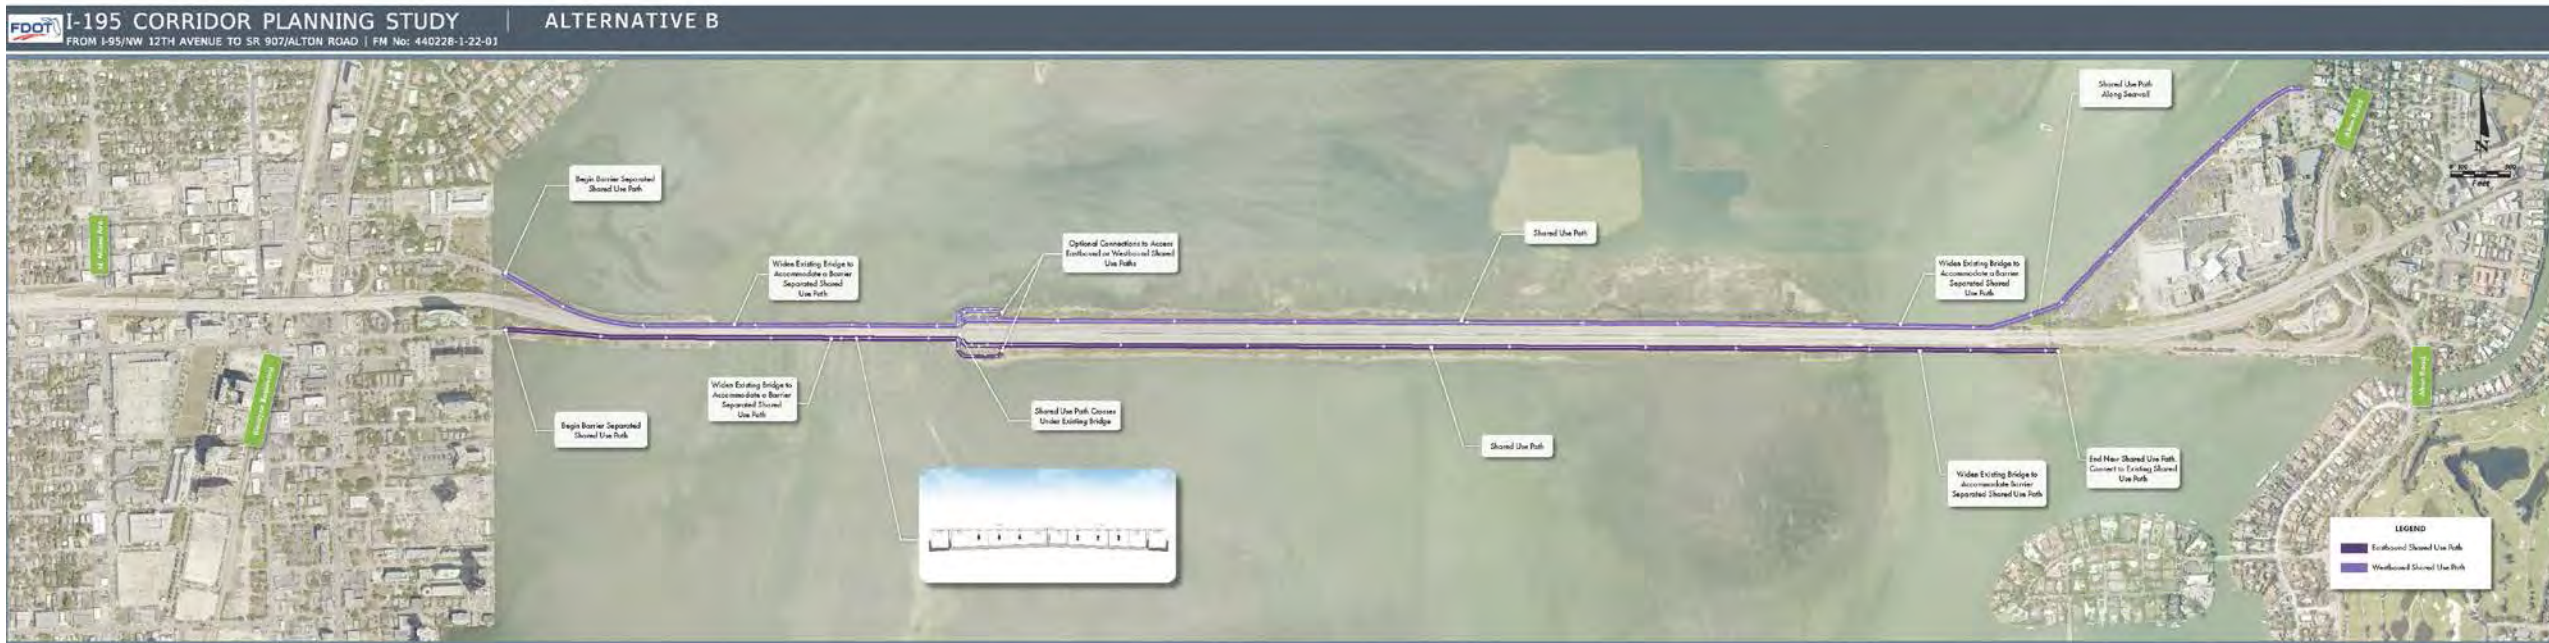 FDOT
I-195 CORRIDOR PLANNING STUDY
ALTERNATIVE B
FROM I-95/NW 12TH AVENUE TO SR 907/ALTON ROAD | FM No: 440228-1-22-01
Shared Use Path
Along Seawall
Alton Road
N
Feet
Begin Barrier Separated
Shared Use Path
Optional Connections to Access
Eastbound or Westbound Shared
Use Paths
Shared Use Path
Widen Existing Bridge to
Accommodate a Barrier
Separated Shared
Use Path
Widen Existing Bridge to
Accommodate a Barrier
Separated Shared
Use Path
Biscayne Boulevard
Widen Existing Bridge to
Accommodate a Barrier
Separated Shared
Use Path
Alton Road
Begin Barrier Separated
Shared Use Path
Shared Use Path Crosses
Under Existing Bridge
Shared Use Path
Widen Existing Bridge to
Accommodate Barrier
Separated Shared Use Path
End New Shared Use Path
Connect to Existing Shared
Use Path
LEGEND
Eastbound Shared Use Path
Westbound Shared Use Path